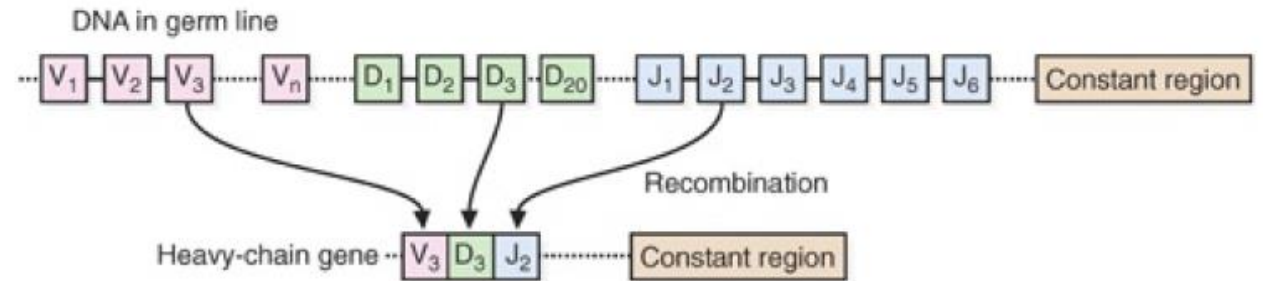 DNA in germ line
V₁ V₂ V₃ Vₙ D₁ D₂ D₃ D₂₀ J₁ J₂ J₃ J₄ J₅ J₆ Constant region
Recombination
Heavy-chain gene V₃ D₃ J₂ Constant region